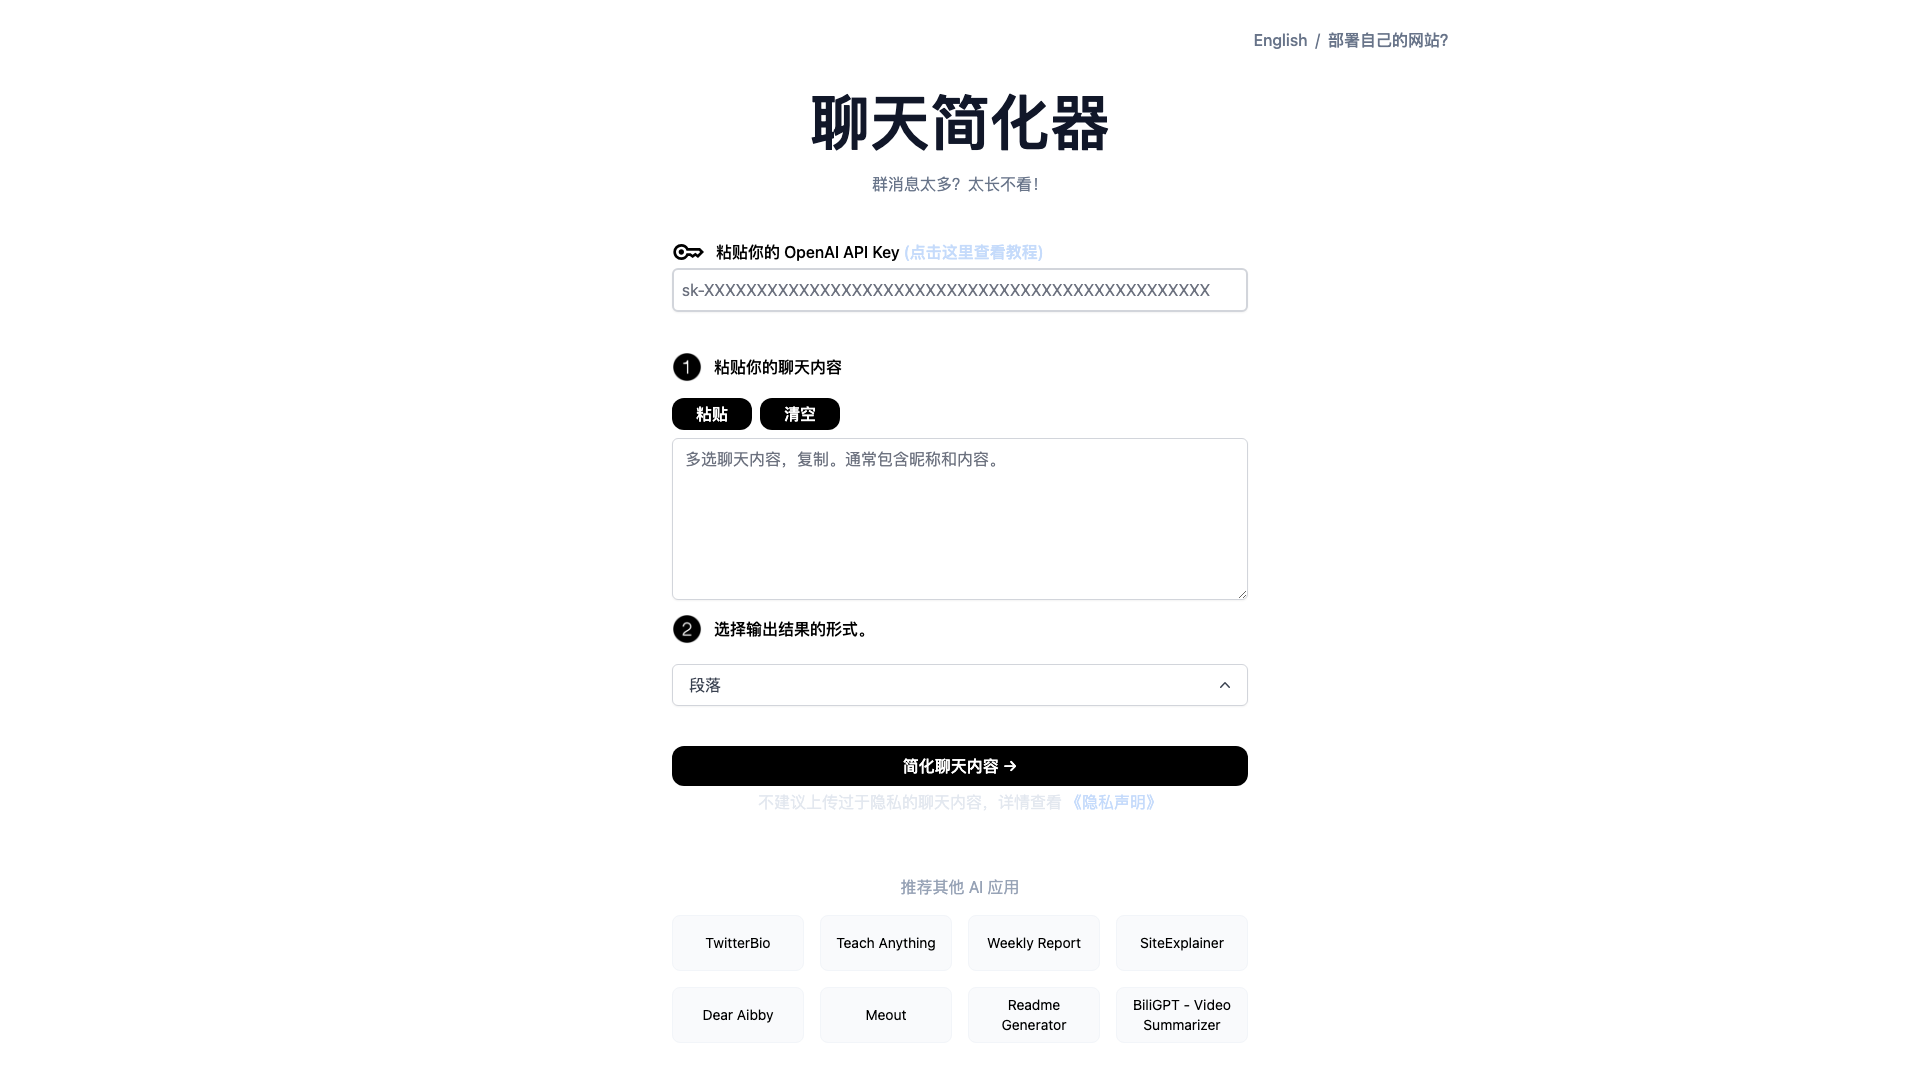 English / 部署自己的网站?
聊天简化器
群消息太多？太长不看！
粘贴你的 OpenAI API Key (点击这里查看教程)
sk-XXXXXXXXXXXXXXXXXXXXXXXXXXXXXXXXXXXXXXXXXXXXXXXX
1 粘贴你的聊天内容
粘贴 清空
多选聊天内容，复制。通常包含昵称和内容。
2 选择输出结果的形式。
段落
简化聊天内容 →
不建议上传过于隐私的聊天内容，详情查看 《隐私声明》
推荐其他 AI 应用
TwitterBio Teach Anything Weekly Report SiteExplainer
Dear Aibby Meout Readme Generator BiliGPT - Video Summarizer